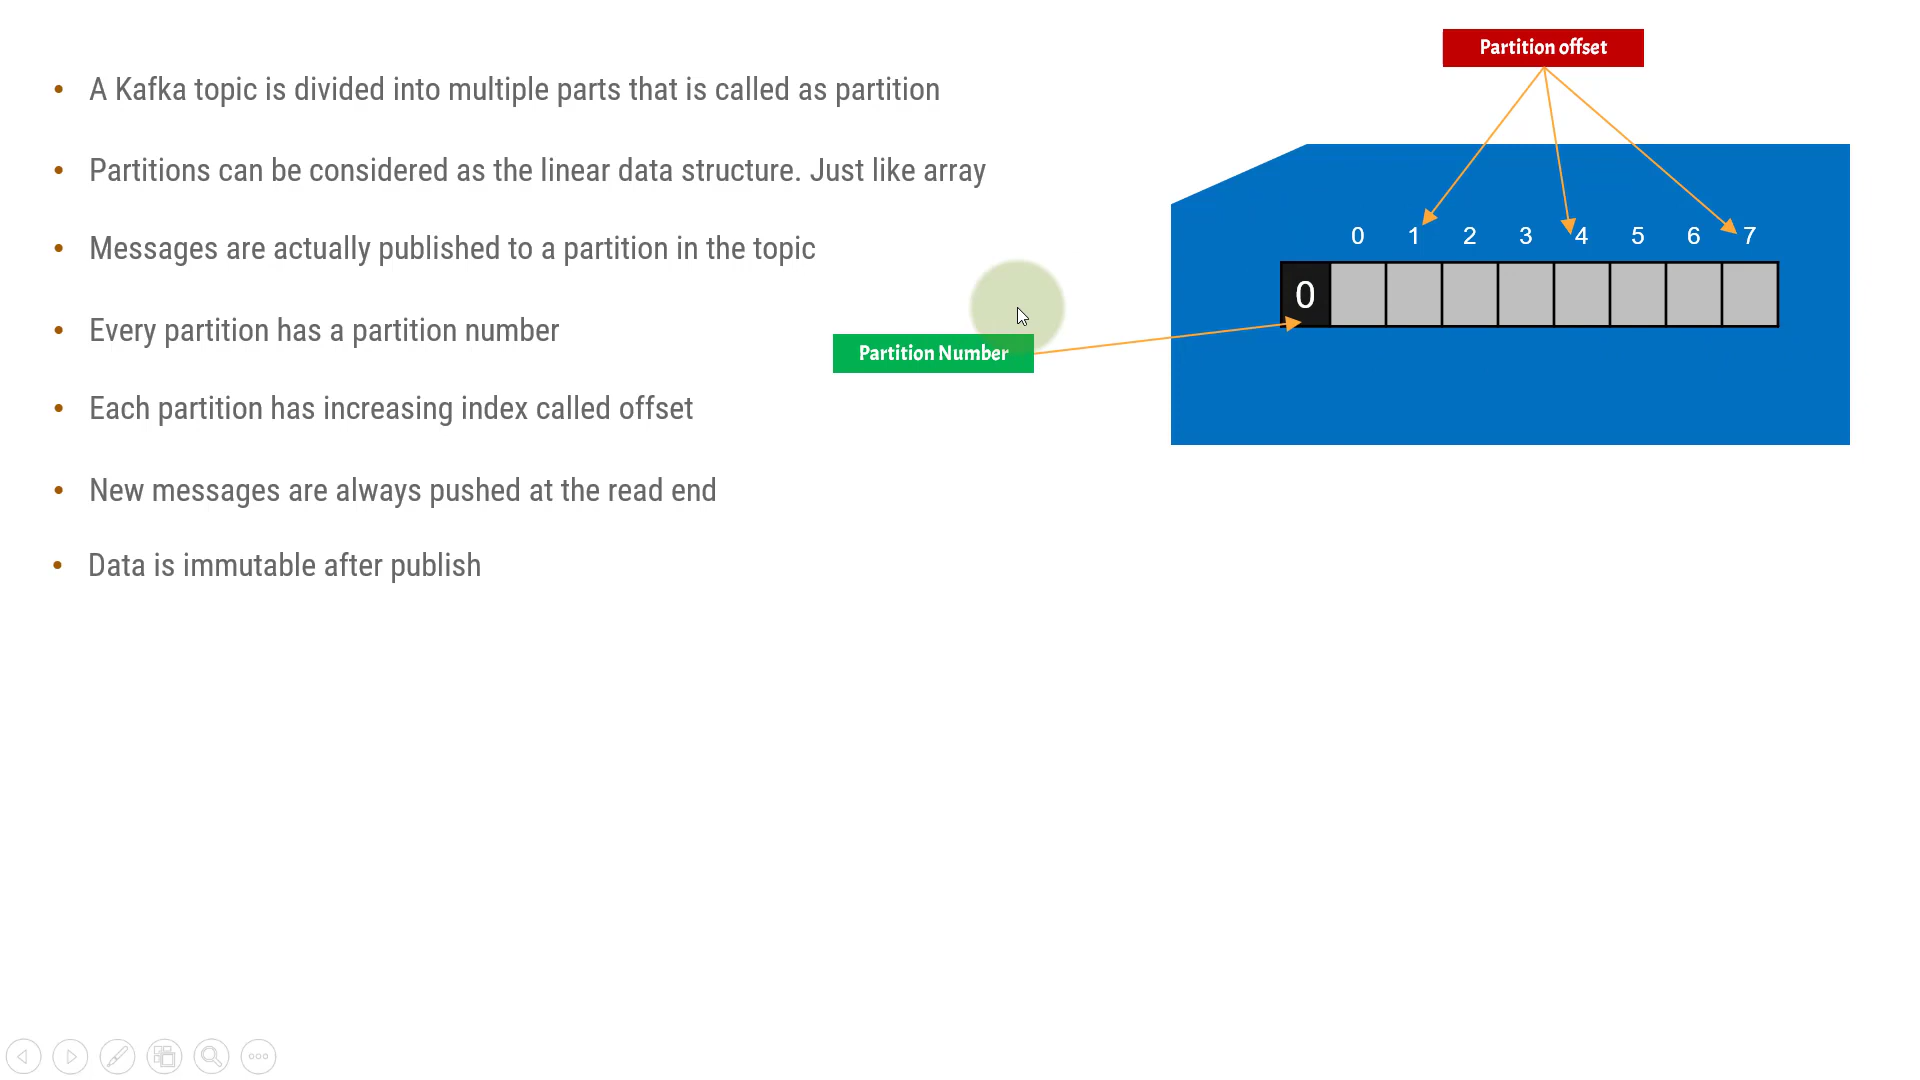 • A Kafka topic is divided into multiple parts that is called as partition
• Partitions can be considered as the linear data structure. Just like array
• Messages are actually published to a partition in the topic
• Every partition has a partition number
• Each partition has increasing index called offset
• New messages are always pushed at the read end
• Data is immutable after publish
Partition offset
0 1 2 3 4 5 6 7
0
Partition Number